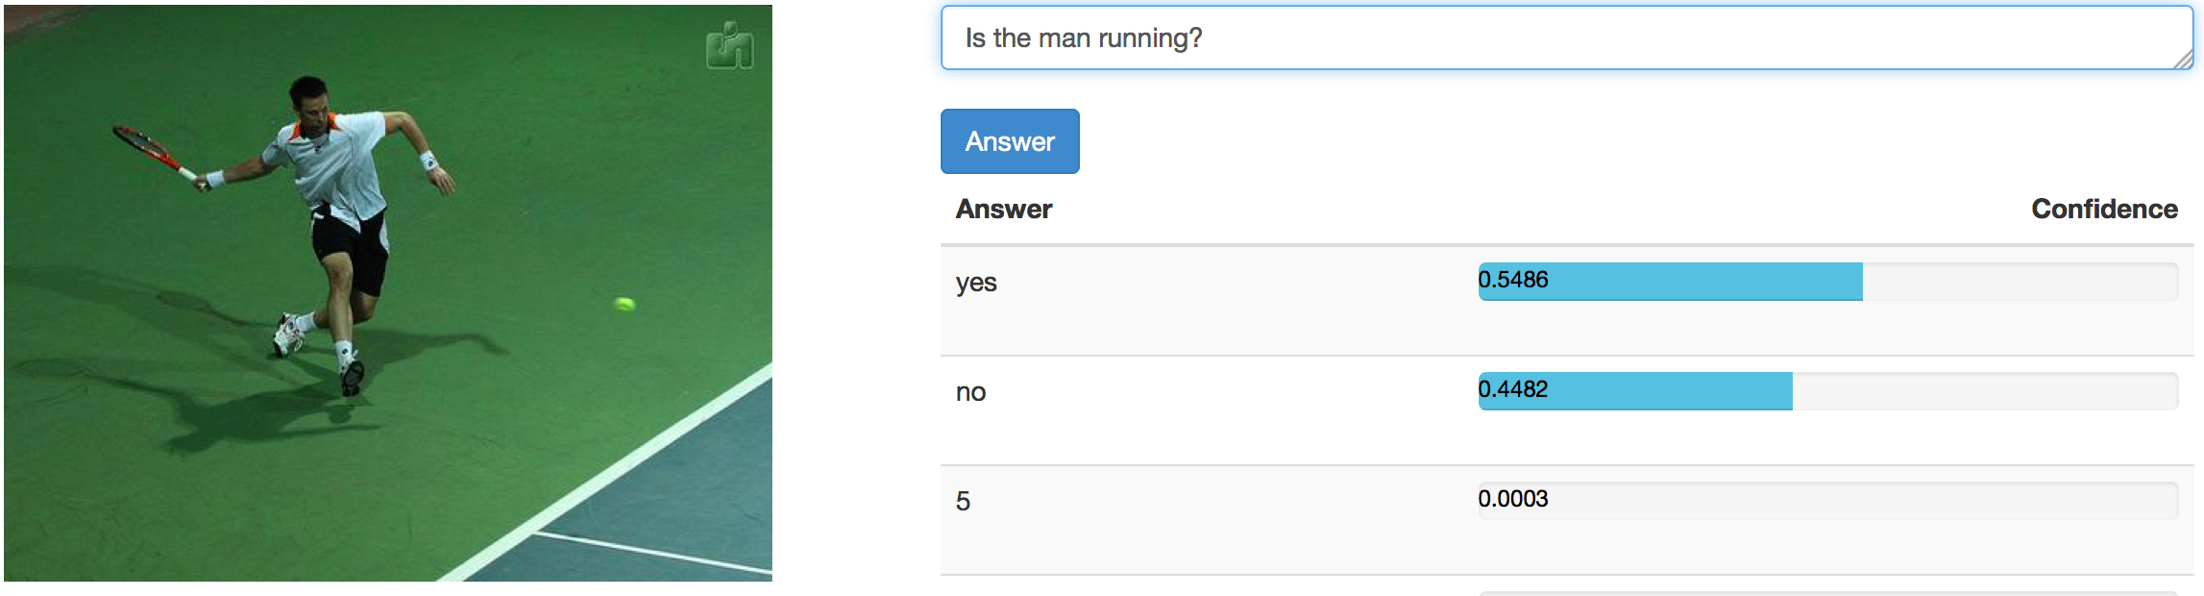 Is the man running?
Answer
Answer Confidence
yes 0.5486
no 0.4482
5 0.0003